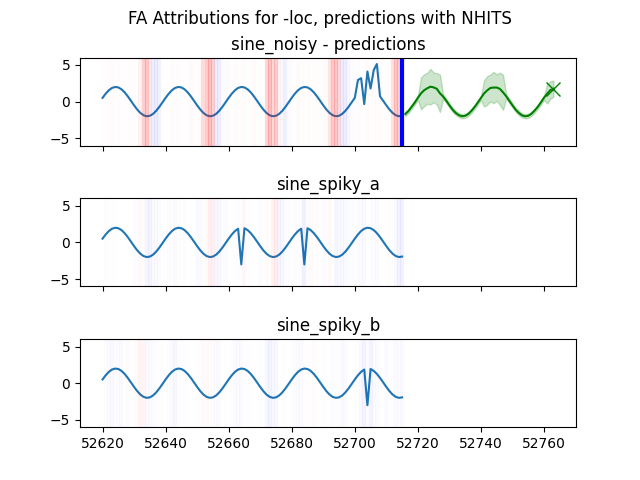 FA Attributions for -loc, predictions with NHITS
sine_noisy - predictions
5
0
−5
sine_spiky_a
5
0
−5
sine_spiky_b
5
0
−5
52620 52640 52660 52680 52700 52720 52740 52760